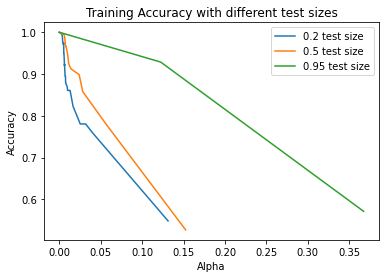 Training Accuracy with different test sizes
0.2 test size
0.5 test size
0.95 test size
Accuracy
1.0
0.9
0.8
0.7
0.6
0.00 0.05 0.10 0.15 0.20 0.25 0.30 0.35
Alpha